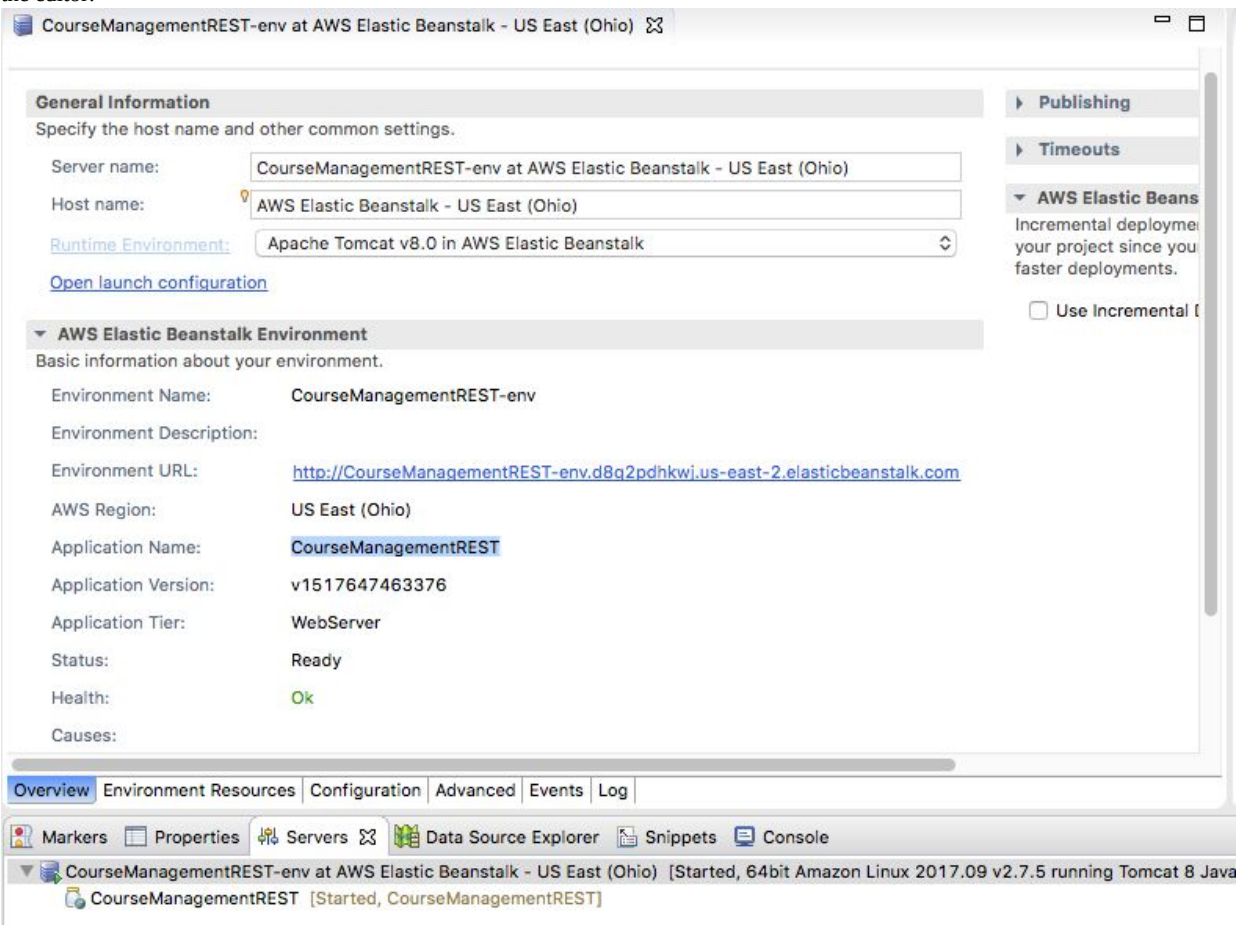 the editor.
CourseManagementREST-env at AWS Elastic Beanstalk - US East (Ohio)
General Information
Specify the host name and other common settings.
Server name: CourseManagementREST-env at AWS Elastic Beanstalk - US East (Ohio)
Host name: AWS Elastic Beanstalk - US East (Ohio)
Runtime Environment: Apache Tomcat v8.0 in AWS Elastic Beanstalk
Open launch configuration
AWS Elastic Beanstalk Environment
Basic information about your environment.
Environment Name: CourseManagementREST-env
Environment Description:
Environment URL: http://CourseManagementREST-env.d8q2pdhkwj.us-east-2.elasticbeanstalk.com
AWS Region: US East (Ohio)
Application Name: CourseManagementREST
Application Version: v1517647463376
Application Tier: WebServer
Status: Ready
Health: Ok
Causes:
Publishing
Timeouts
AWS Elastic Beans
Incremental deployme
your project since you
faster deployments.
Use Incremental
Overview Environment Resources Configuration Advanced Events Log
Markers Properties Servers Data Source Explorer Snippets Console
CourseManagementREST-env at AWS Elastic Beanstalk - US East (Ohio) [Started, 64bit Amazon Linux 2017.09 v2.7.5 running Tomcat 8 Java
CourseManagementREST [Started, CourseManagementREST]